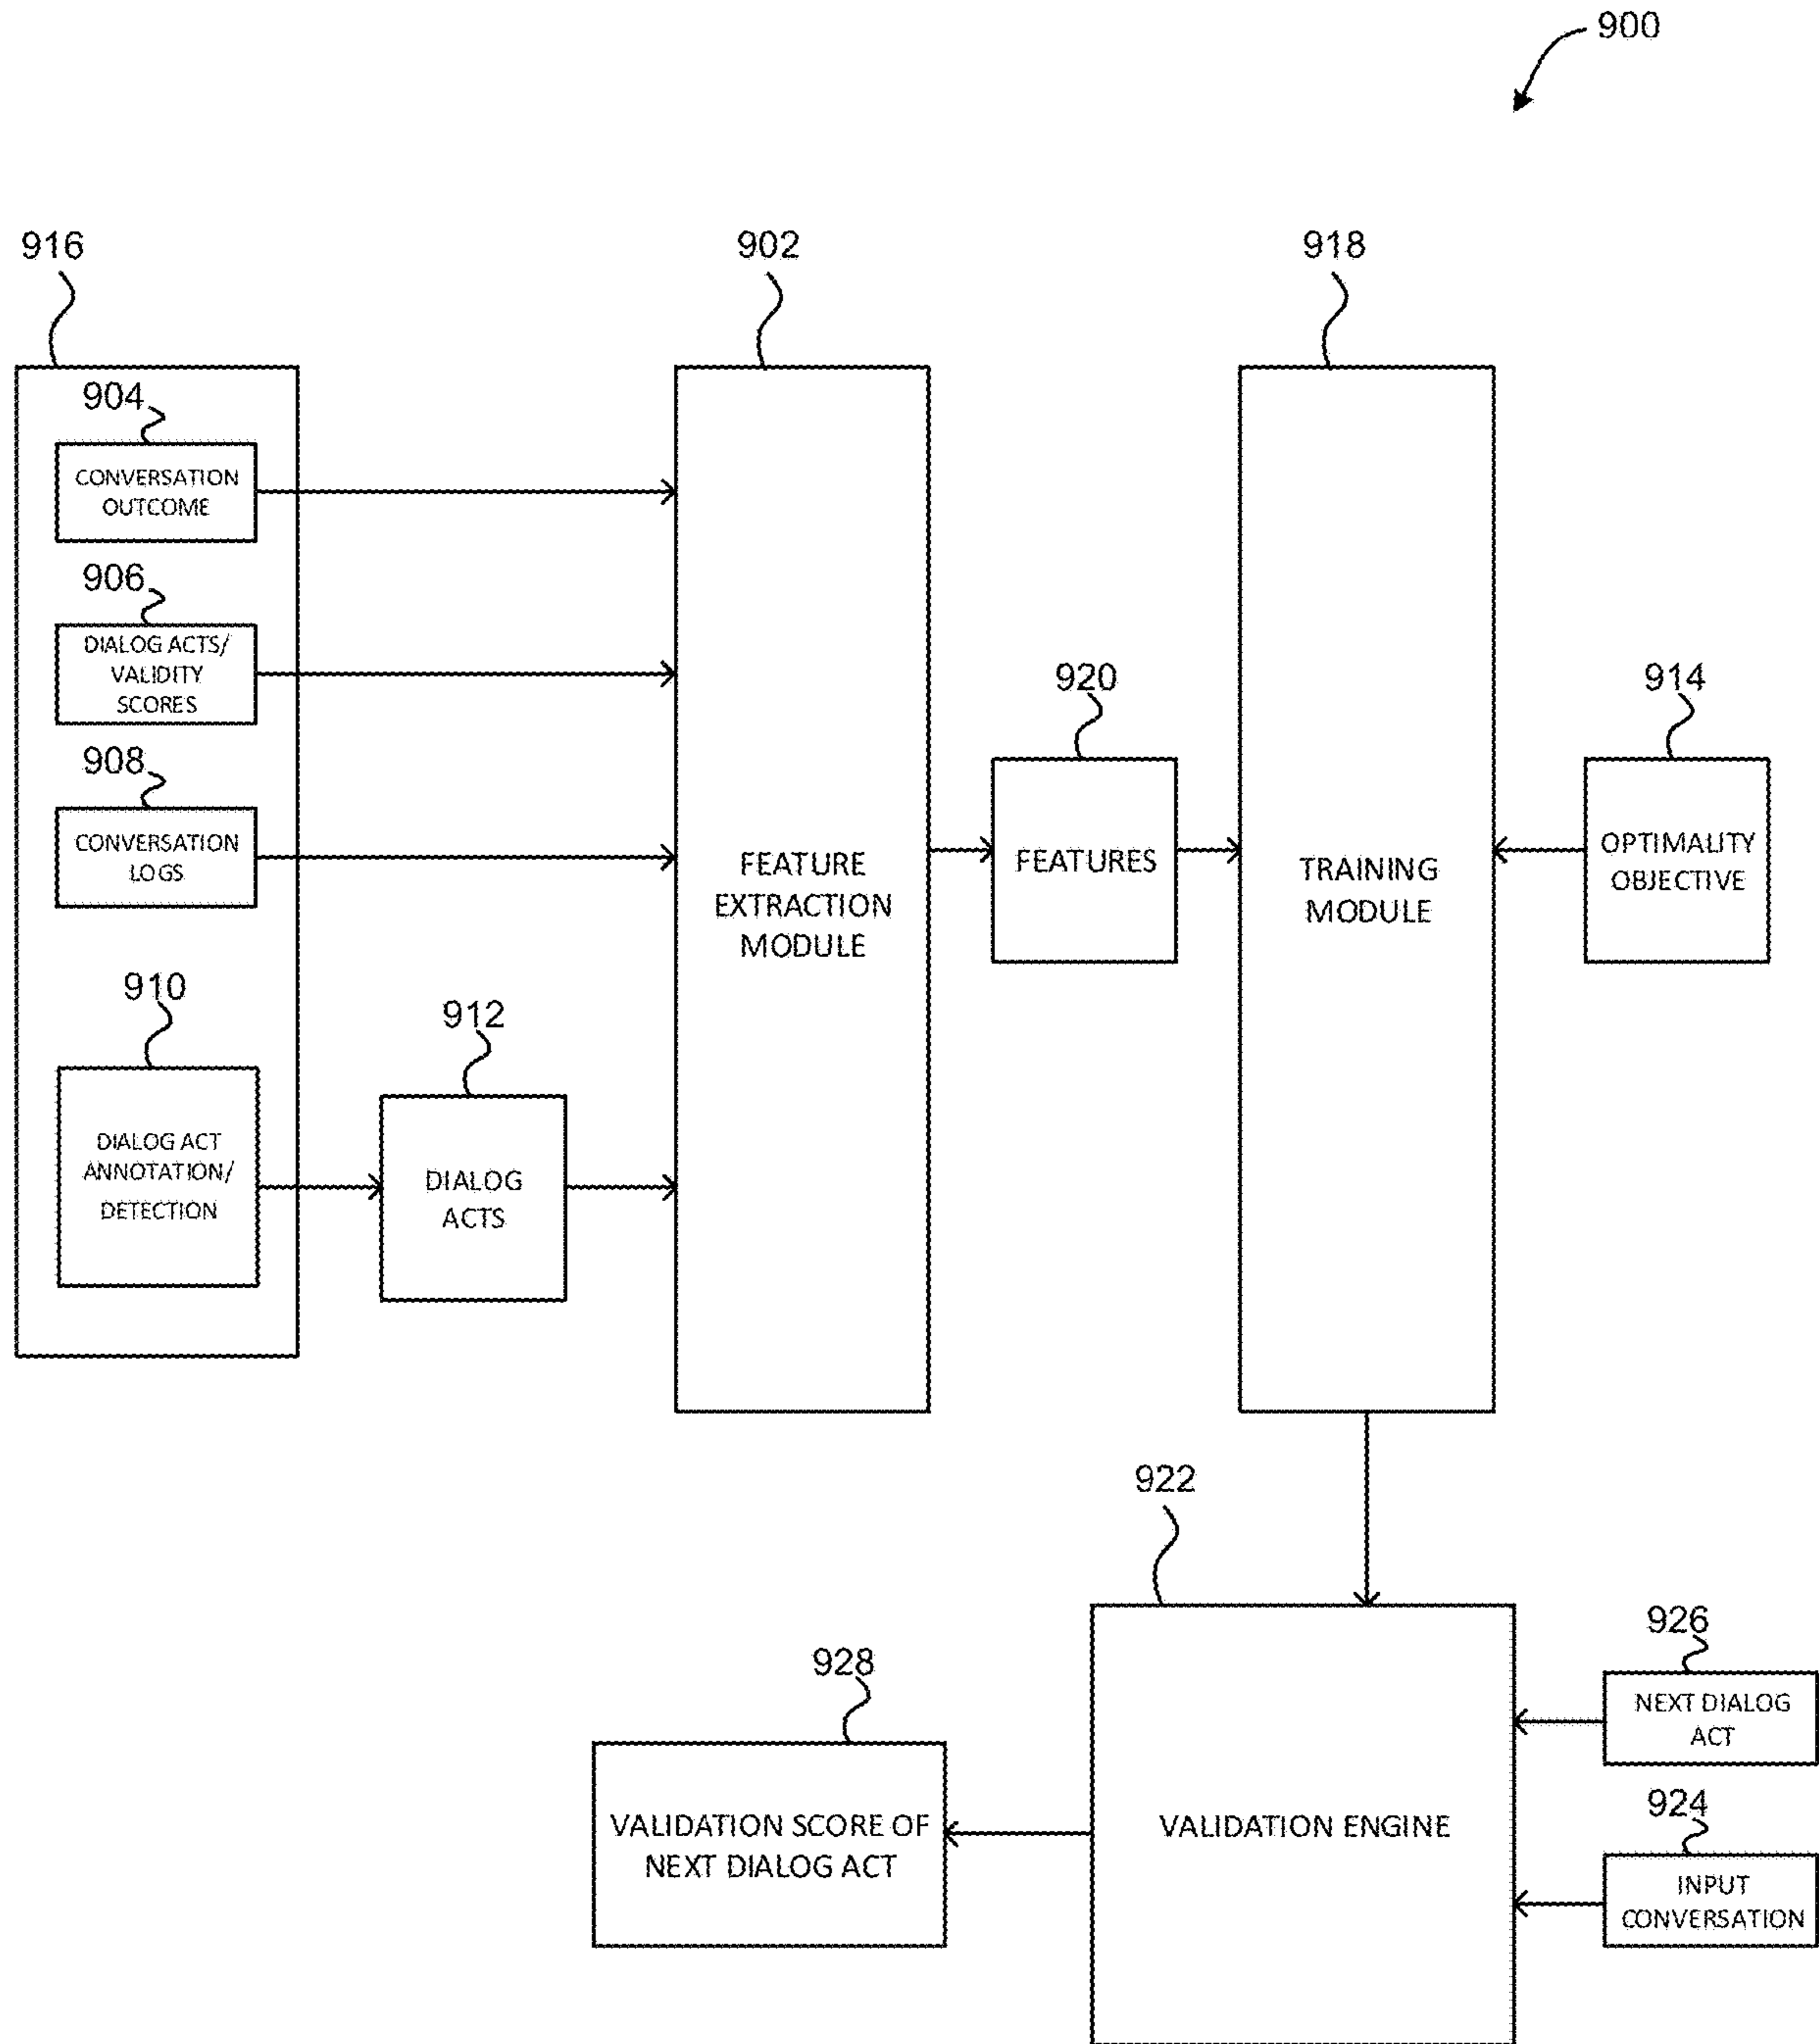 900
916
902
918
904
CONVERSATION
OUTCOME
906
DIALOG ACTS/
VALIDITY
SCORES
908
CONVERSATION
LOGS
910
DIALOG ACT
ANNOTATION/
DETECTION
912
DIALOG
ACTS
FEATURE
EXTRACTION
MODULE
920
FEATURES
TRAINING
MODULE
914
OPTIMALITY
OBJECTIVE
922
VALIDATION ENGINE
926
NEXT DIALOG
ACT
924
INPUT
CONVERSATION
928
VALIDATION SCORE OF
NEXT DIALOG ACT